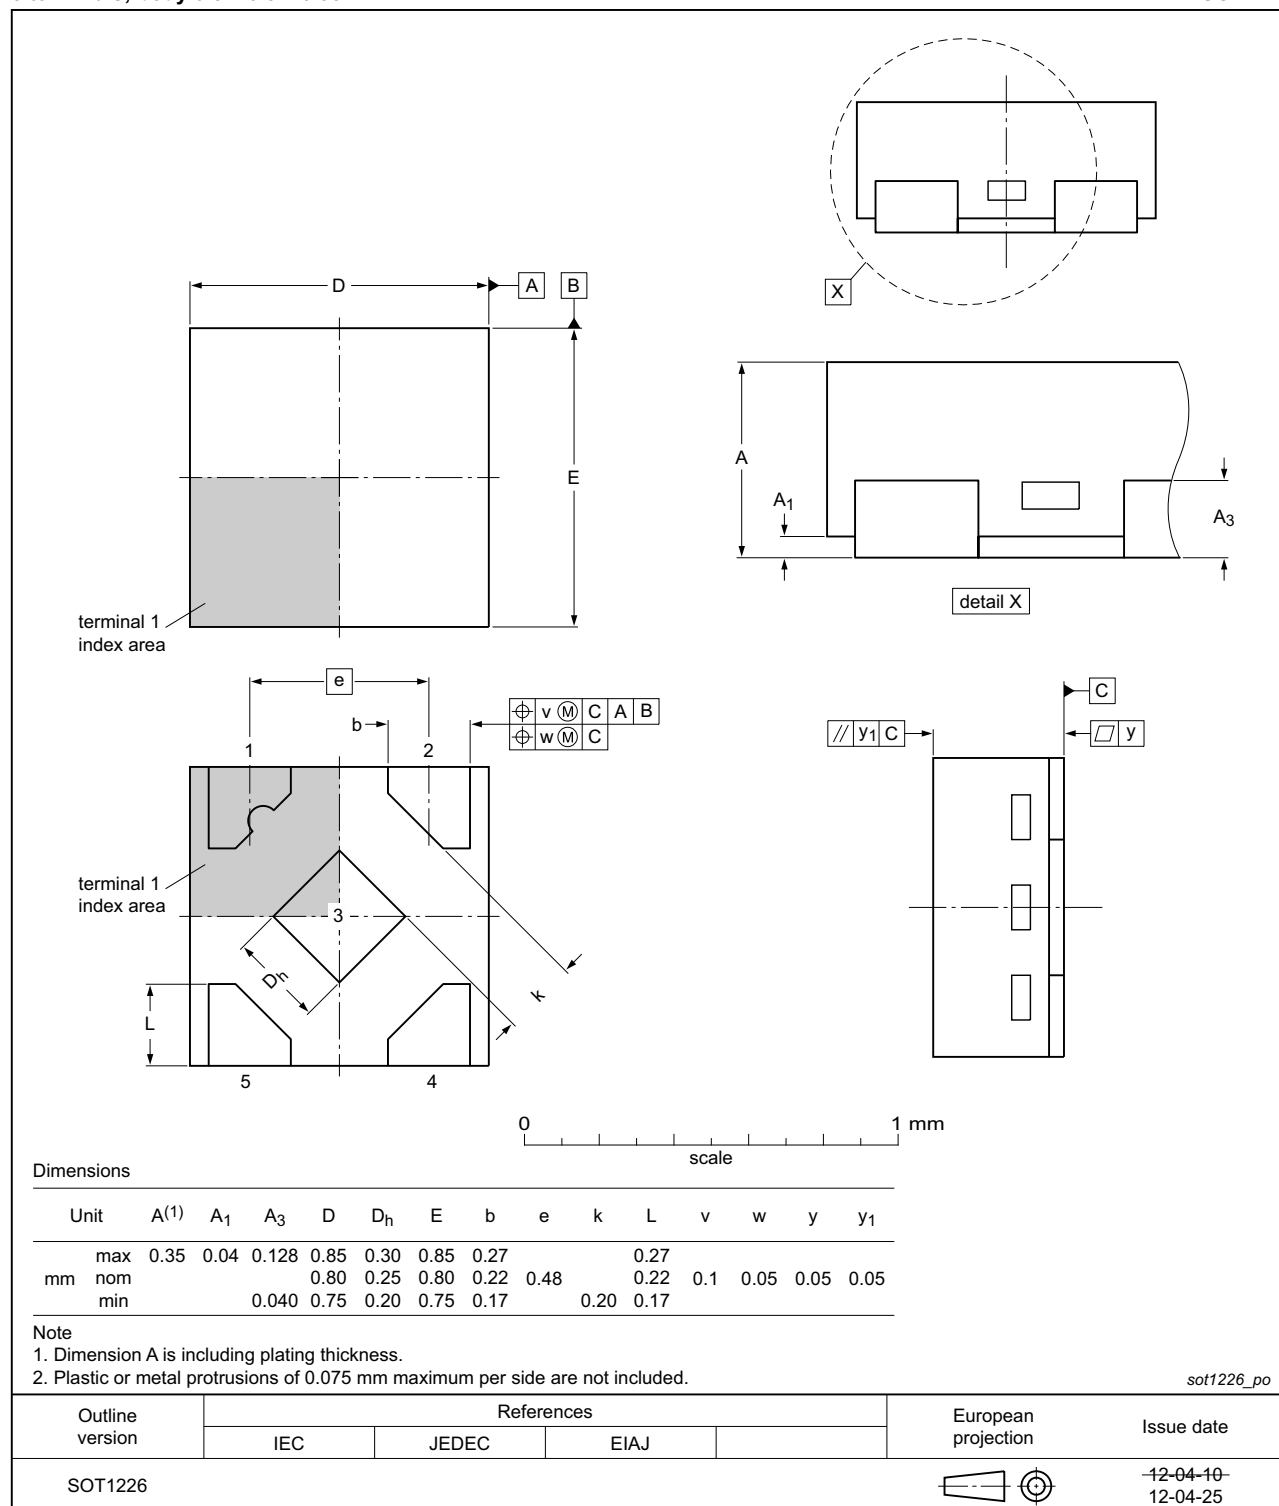 X
D
A
B
E
terminal 1
index area
A
A1
A3
detail X
e
b
v M C A B
w M C
1
2
terminal 1
index area
3
Dh
k
L
5
4
C
// y1 C
y
0
1 mm
scale
Dimensions
Unit A(1) A1 A3 D Dh E b e k L v w y y1
max 0.35 0.04 0.128 0.85 0.30 0.85 0.27 0.27
mm nom 0.80 0.25 0.80 0.22 0.48 0.22 0.1 0.05 0.05 0.05
min 0.040 0.75 0.20 0.75 0.17 0.20 0.17
Note
1. Dimension A is including plating thickness.
2. Plastic or metal protrusions of 0.075 mm maximum per side are not included.
sot1226_po
Outline
version
References
IEC JEDEC EIAJ
European
projection
Issue date
SOT1226
12-04-10
12-04-25